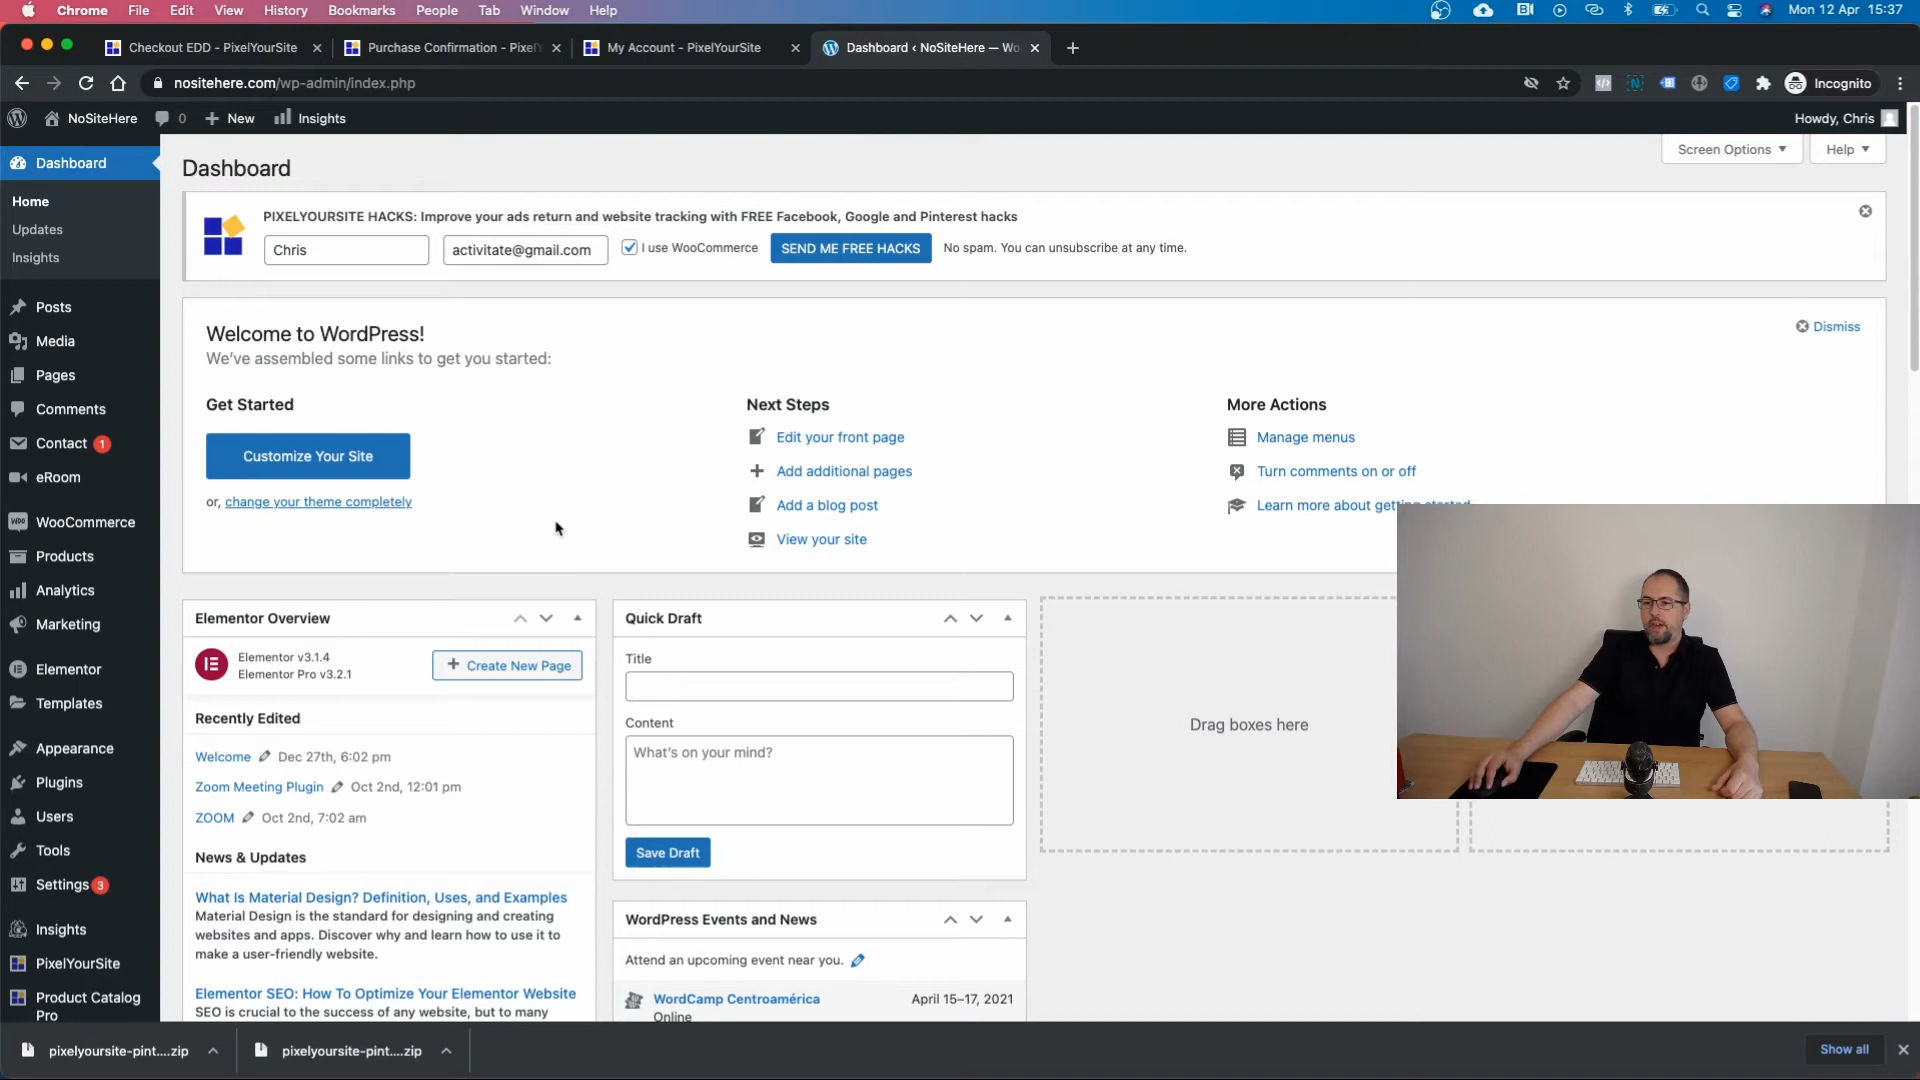 Chrome File Edit View History Bookmarks People Tab Window Help Mon 12 Apr 15:37
Checkout EDD - PixelYourSite Purchase Confirmation - Pixel My Account - PixelYourSite Dashboard ‹ NoSiteHere — Wo
nositehere.com/wp-admin/index.php Incognito
NoSiteHere 0 New Insights Howdy, Chris
Dashboard
Home
Updates
Insights
Posts
Media
Pages
Comments
Contact 1
eRoom
WooCommerce
Products
Analytics
Marketing
Elementor
Templates
Appearance
Plugins
Users
Tools
Settings 3
Insights
PixelYourSite
Product Catalog
Pro
Screen Options Help
Dashboard
PIXELYOURSITE HACKS: Improve your ads return and website tracking with FREE Facebook, Google and Pinterest hacks
Chris activitate@gmail.com I use WooCommerce SEND ME FREE HACKS No spam. You can unsubscribe at any time.
Welcome to WordPress!
We've assembled some links to get you started:
Dismiss
Get Started
Customize Your Site
or, change your theme completely
Next Steps
Edit your front page
Add additional pages
Add a blog post
View your site
More Actions
Manage menus
Turn comments on or off
Learn more about getting started
Elementor Overview
Elementor v3.1.4
Elementor Pro v3.2.1
Create New Page
Recently Edited
Welcome Dec 27th, 6:02 pm
Zoom Meeting Plugin Oct 2nd, 12:01 pm
ZOOM Oct 2nd, 7:02 am
News & Updates
What Is Material Design? Definition, Uses, and Examples
Material Design is the standard for designing and creating
websites and apps. Discover why and learn how to use it to
make a user-friendly website.
Elementor SEO: How To Optimize Your Elementor Website
SEO is crucial to the success of any website, but to many
Quick Draft
Title
Content
What's on your mind?
Save Draft
WordPress Events and News
Attend an upcoming event near you.
WordCamp Centroamérica April 15–17, 2021
Online
Drag boxes here
pixelyoursite-pint....zip pixelyoursite-pint....zip Show all